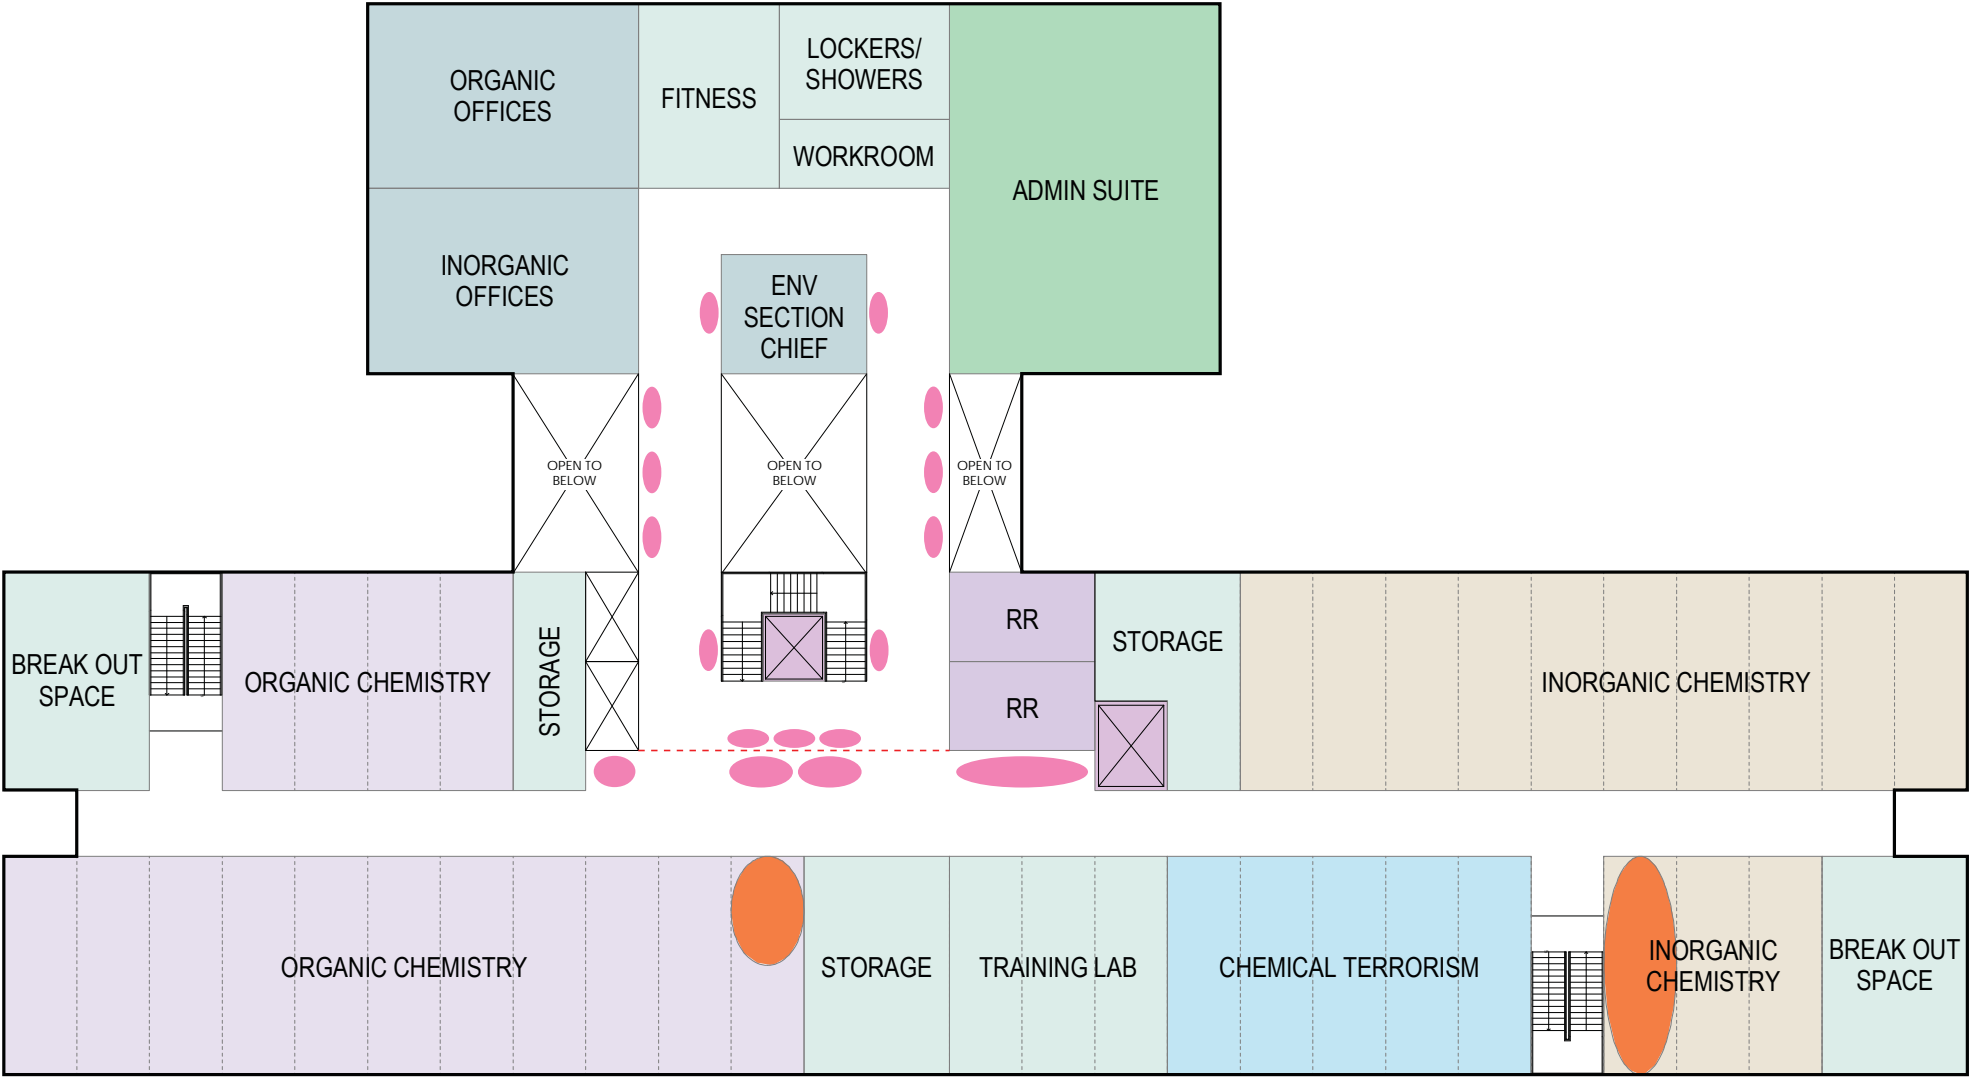 ORGANIC
OFFICES
FITNESS
LOCKERS/
SHOWERS
WORKROOM
ADMIN SUITE
INORGANIC
OFFICES
ENV
SECTION
CHIEF
OPEN TO
BELOW
OPEN TO
BELOW
OPEN TO
BELOW
BREAK OUT
SPACE
ORGANIC CHEMISTRY
STORAGE
RR
RR
STORAGE
INORGANIC CHEMISTRY
ORGANIC CHEMISTRY
STORAGE
TRAINING LAB
CHEMICAL TERRORISM
INORGANIC
CHEMISTRY
BREAK OUT
SPACE